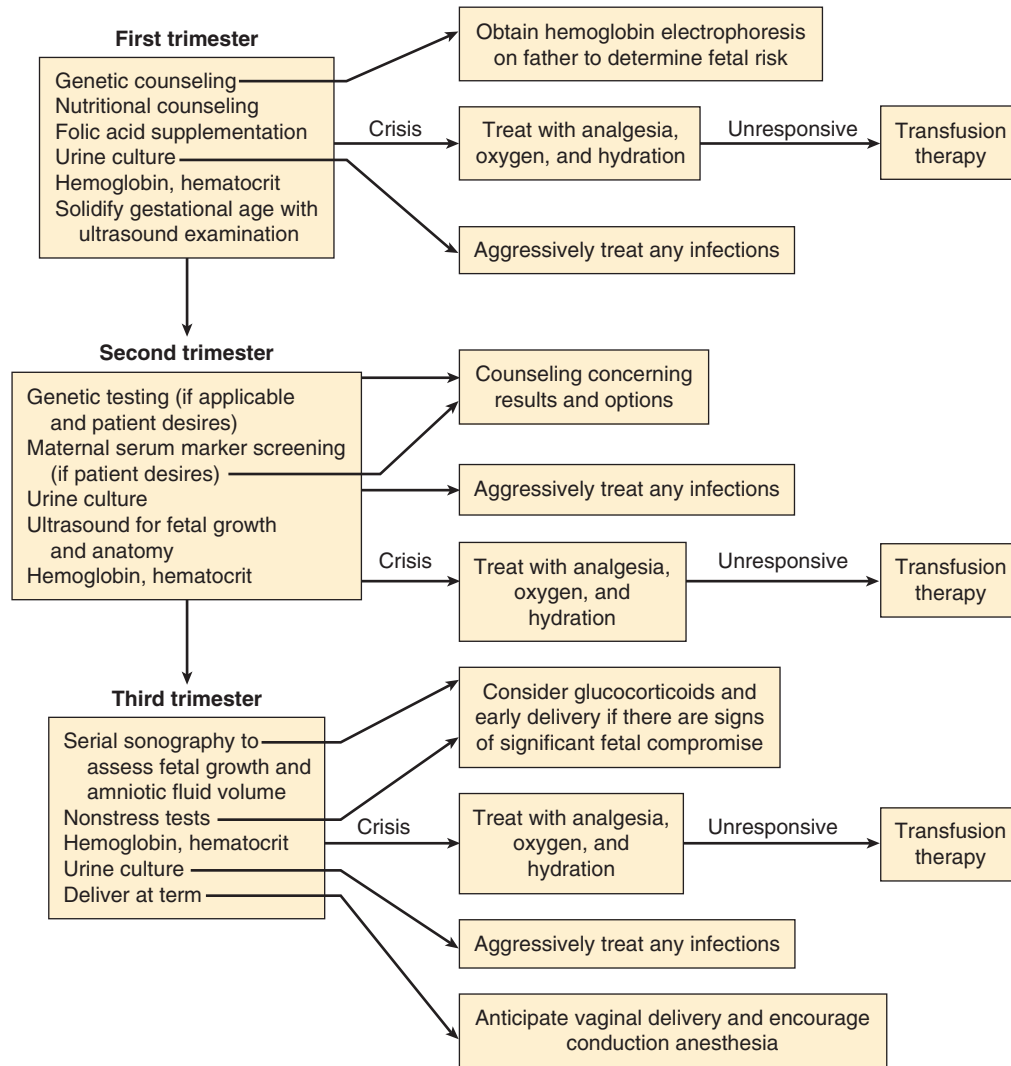 First trimester
Genetic counseling
Nutritional counseling
Folic acid supplementation
Urine culture
Hemoglobin, hematocrit
Solidify gestational age with
ultrasound examination
Obtain hemoglobin electrophoresis
on father to determine fetal risk
Crisis
Treat with analgesia,
oxygen, and hydration
Unresponsive
Transfusion
therapy
Aggressively treat any infections
Second trimester
Genetic testing (if applicable
and patient desires)
Maternal serum marker screening
(if patient desires)
Urine culture
Ultrasound for fetal growth
and anatomy
Hemoglobin, hematocrit
Counseling concerning
results and options
Aggressively treat any infections
Crisis
Treat with analgesia,
oxygen, and
hydration
Unresponsive
Transfusion
therapy
Third trimester
Serial sonography to
assess fetal growth and
amniotic fluid volume
Nonstress tests
Hemoglobin, hematocrit
Urine culture
Deliver at term
Consider glucocorticoids and
early delivery if there are signs
of significant fetal compromise
Crisis
Treat with analgesia,
oxygen, and
hydration
Unresponsive
Transfusion
therapy
Aggressively treat any infections
Anticipate vaginal delivery and encourage
conduction anesthesia